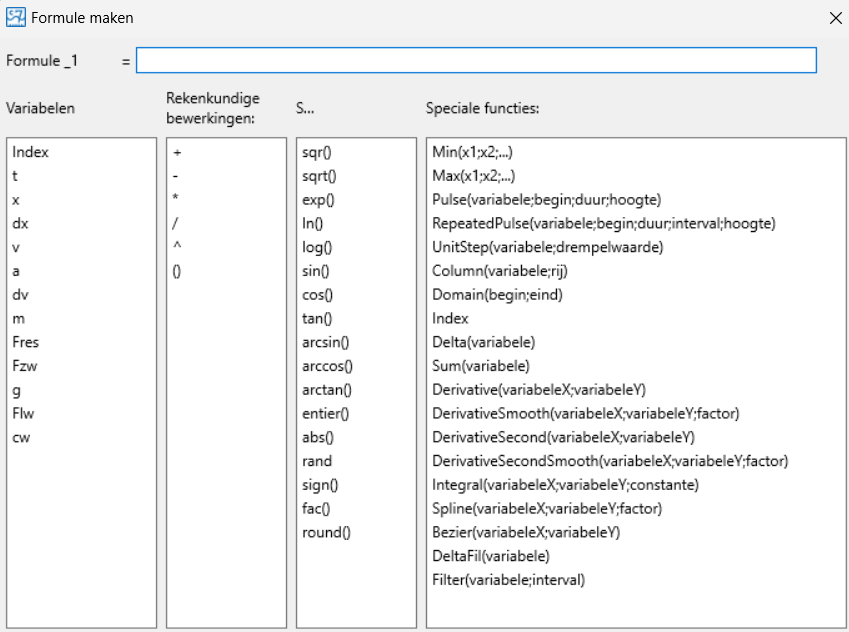 Formule maken
Formule _1 =
Variabelen
Rekenkundige
bewerkingen:
S...
Speciale functies:
Index
t
x
dx
v
a
dv
m
Fres
Fzw
g
Flw
cw
+
-
*
/
^
()
sqr()
sqrt()
exp()
ln()
log()
sin()
cos()
tan()
arcsin()
arccos()
arctan()
entier()
abs()
rand
sign()
fac()
round()
Min(x1;x2;...)
Max(x1;x2;...)
Pulse(variabele;begin;duur;hoogte)
RepeatedPulse(variabele;begin;duur;interval;hoogte)
UnitStep(variabele;drempelwaarde)
Column(variabele;rij)
Domain(begin;eind)
Index
Delta(variabele)
Sum(variabele)
Derivative(variabeleX;variabeleY)
DerivativeSmooth(variabeleX;variabeleY;factor)
DerivativeSecond(variabeleX;variabeleY)
DerivativeSecondSmooth(variabeleX;variabeleY;factor)
Integral(variabeleX;variabeleY;constante)
Spline(variabeleX;variabeleY;factor)
Bezier(variabeleX;variabeleY)
DeltaFil(variabele)
Filter(variabele;interval)